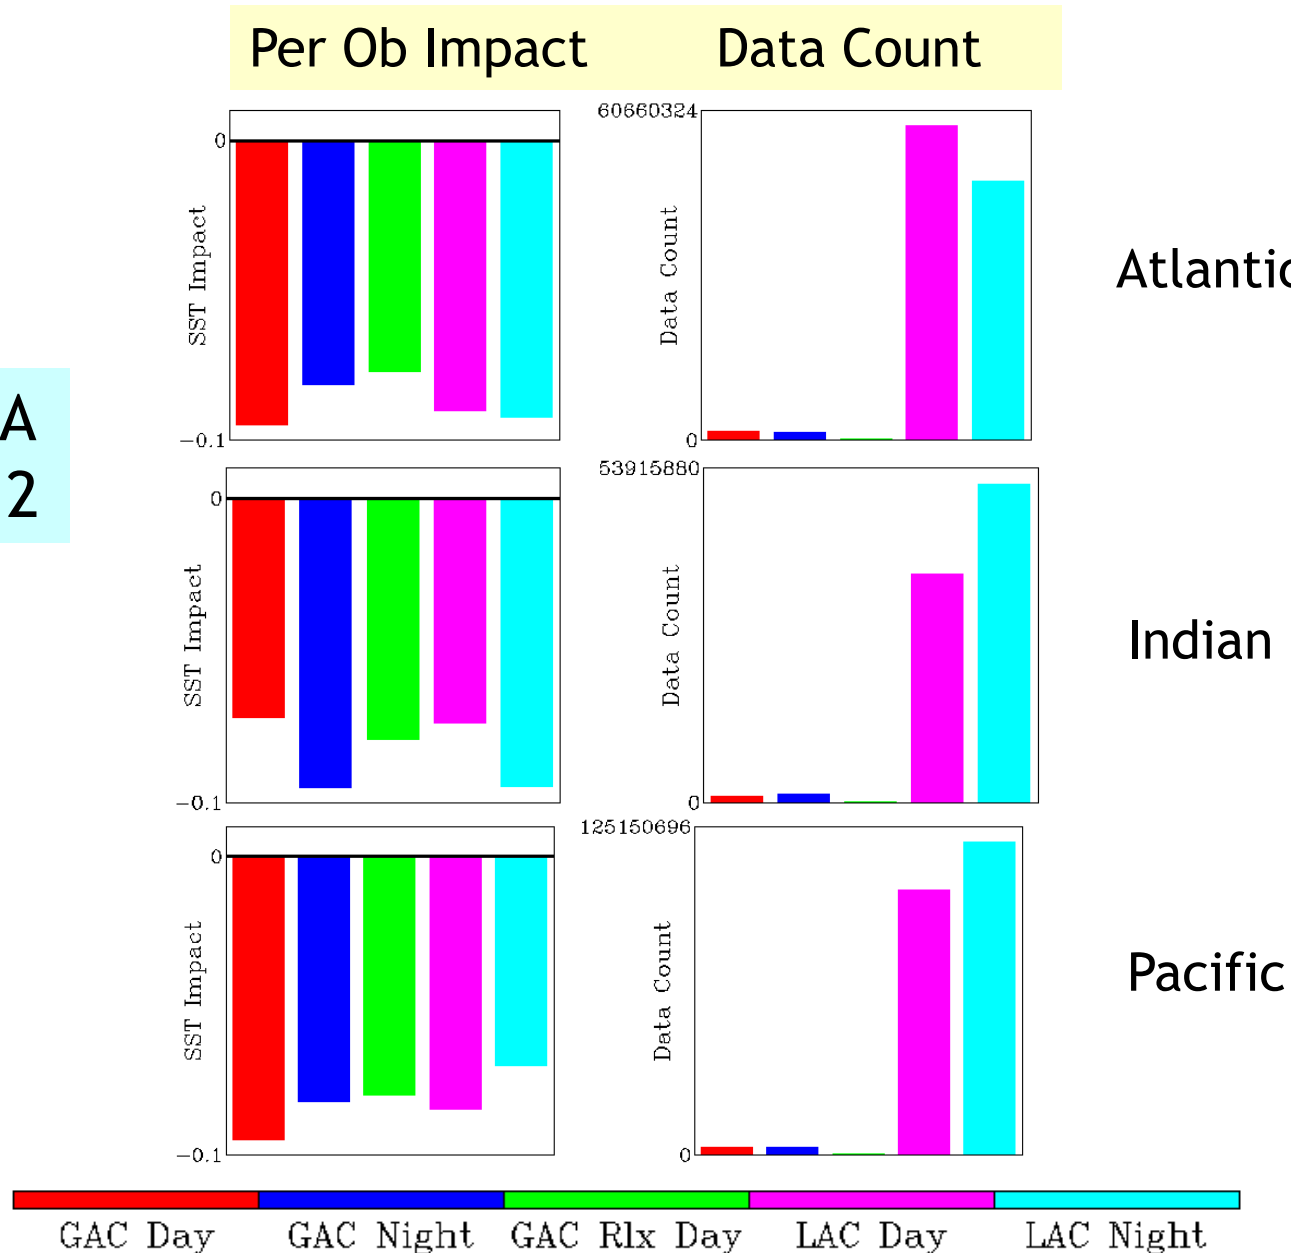 Per Ob Impact Data Count
60660324
0
SST Impact
-0.1
Data Count
0
Atlantic
A
2
53915880
0
SST Impact
-0.1
Data Count
0
Indian
125150696
0
SST Impact
-0.1
Data Count
0
Pacific
GAC Day GAC Night GAC Rlx Day LAC Day LAC Night